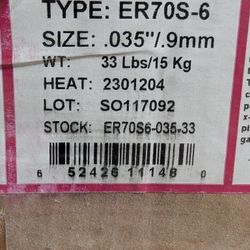 TYPE: ER70S-6
SIZE: .035"/.9mm
WT: 33 Lbs/15 Kg
HEAT: 2301204
LOT: SO117092
STOCK: ER70S6-035-33
6 52426 11148 0